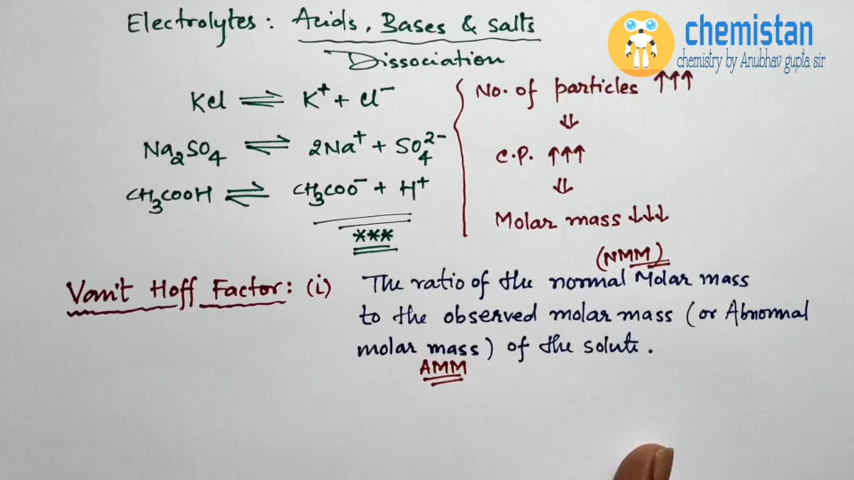 Electrolytes: Acids, Bases & salts
Dissociation
chemistan
chemistry by Anubhav gupta sir
KCl ⇌ K⁺ + Cl⁻
Na₂SO₄ ⇌ 2Na⁺ + SO₄²⁻
CH₃COOH ⇌ CH₃COO⁻ + H⁺
***
No. of particles ↑↑↑
⇓
C.P. ↑↑↑
⇓
Molar mass ↓↓↓
(NMM)
Van't Hoff Factor: (i) The ratio of the normal Molar mass
to the observed molar mass (or Abnormal
molar mass) of the solute.
AMM